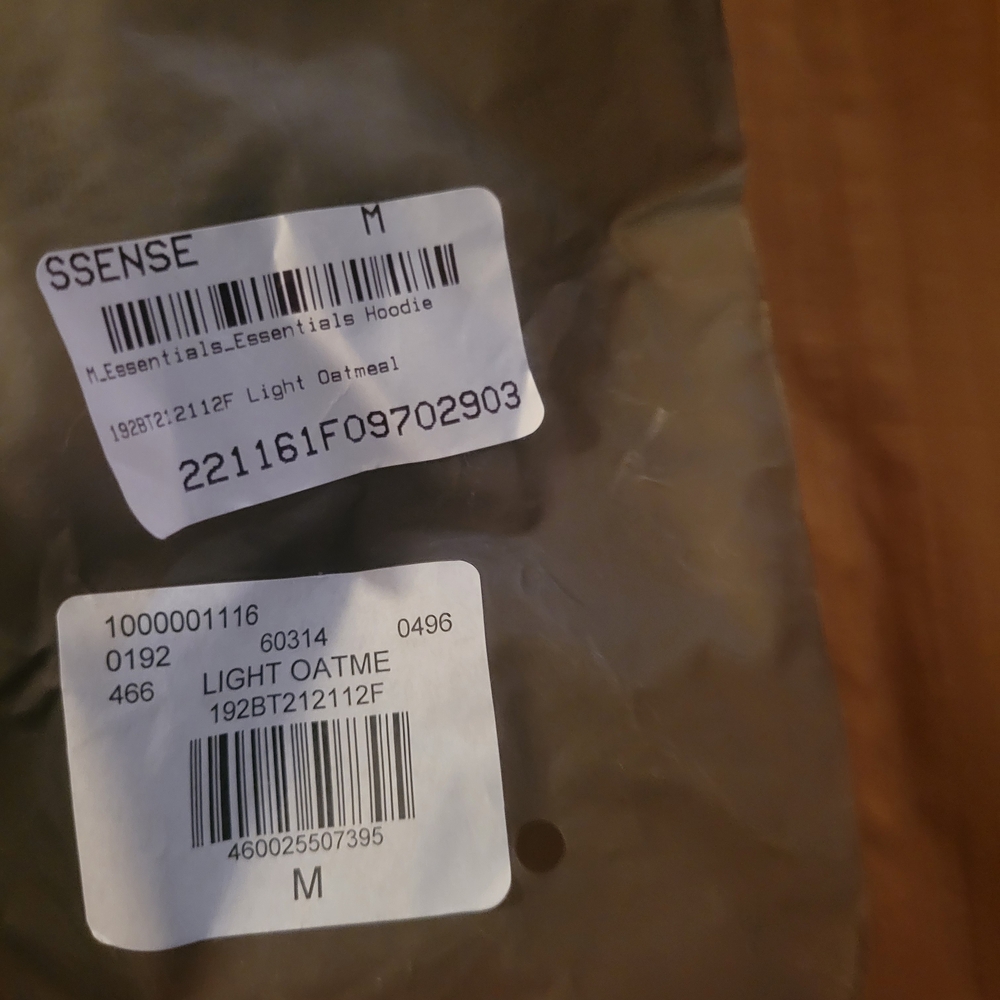 SSENSE M
M_Essentials_Essentials Hoodie
192BT212112F Light Oatmeal
221161F09702903
1000001116
0192 60314 0496
466 LIGHT OATME
192BT212112F
460025507395
M